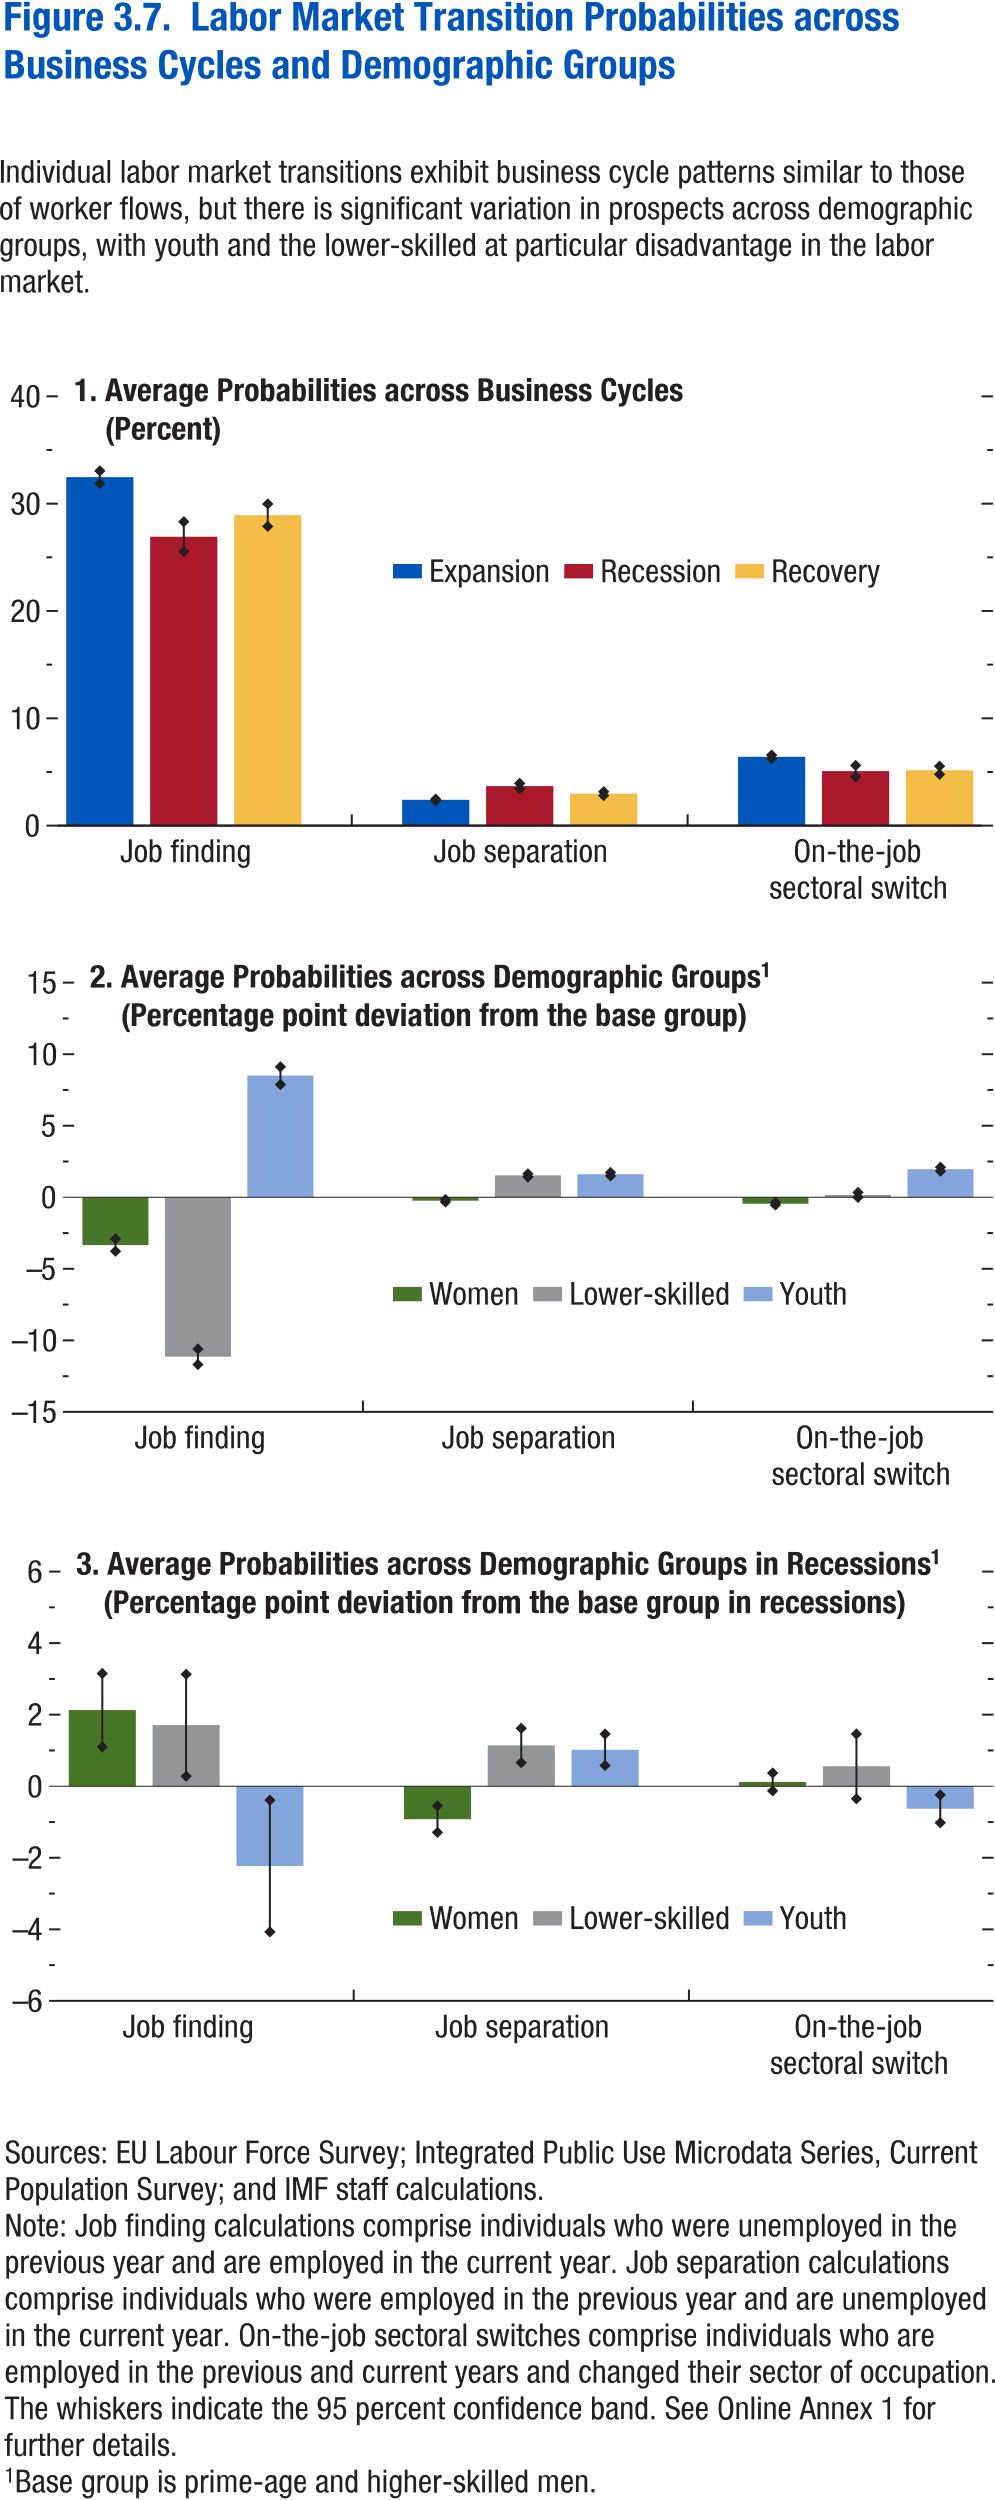 Figure 3.7.  Labor Market Transition Probabilities across
Business Cycles and Demographic Groups
Individual labor market transitions exhibit business cycle patterns similar to those
of worker flows, but there is significant variation in prospects across demographic
groups, with youth and the lower-skilled at particular disadvantage in the labor
market.
1. Average Probabilities across Business Cycles
(Percent)
40
30
20
10
0
Expansion
Recession
Recovery
Job finding
Job separation
On-the-job
sectoral switch
2. Average Probabilities across Demographic Groups¹
(Percentage point deviation from the base group)
15
10
5
0
–5
–10
–15
Women
Lower-skilled
Youth
Job finding
Job separation
On-the-job
sectoral switch
3. Average Probabilities across Demographic Groups in Recessions¹
(Percentage point deviation from the base group in recessions)
6
4
2
0
–2
–4
–6
Women
Lower-skilled
Youth
Job finding
Job separation
On-the-job
sectoral switch
Sources: EU Labour Force Survey; Integrated Public Use Microdata Series, Current
Population Survey; and IMF staff calculations.
Note: Job finding calculations comprise individuals who were unemployed in the
previous year and are employed in the current year. Job separation calculations
comprise individuals who were employed in the previous year and are unemployed
in the current year. On-the-job sectoral switches comprise individuals who are
employed in the previous and current years and changed their sector of occupation.
The whiskers indicate the 95 percent confidence band. See Online Annex 1 for
further details.
¹Base group is prime-age and higher-skilled men.